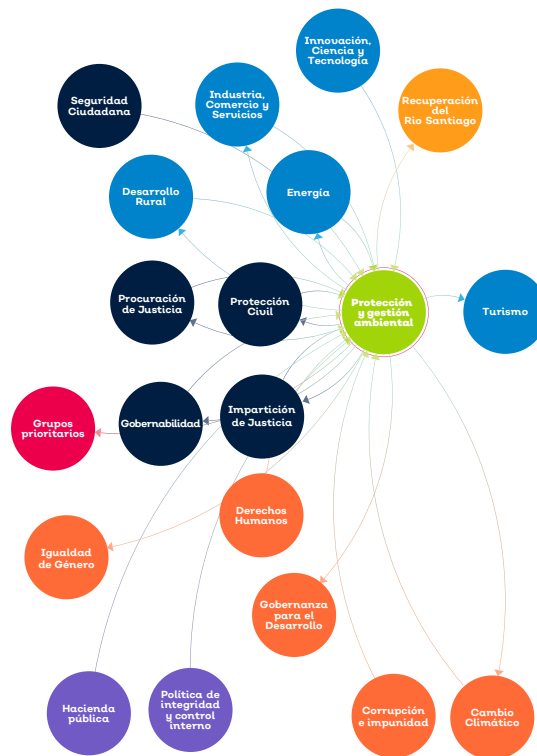 Innovación,
Ciencia y
Tecnología
Seguridad
Ciudadana
Industria,
Comercio y
Servicios
Recuperación
del
Río Santiago
Desarrollo
Rural
Energía
Procuración
de Justicia
Protección
Civil
Protección
y gestión
ambiental
Turismo
Grupos
prioritarios
Gobernabilidad
Impartición
de Justicia
Derechos
Humanos
Igualdad
de Género
Gobernanza
para el
Desarrollo
Hacienda
pública
Política de
integridad
y control
interno
Corrupción
e impunidad
Cambio
Climático